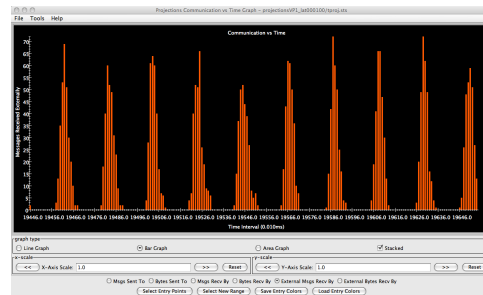 Projections Communication vs Time Graph – projectionsVP1_lat000100/tproj.sts
File Tools Help
Communication vs Time
Messages Received Externally
70
65
60
55
50
45
40
35
30
25
20
15
10
5
0
19446.0 19456.0 19466.0 19476.0 19486.0 19496.0 19506.0 19516.0 19526.0 19536.0 19546.0 19556.0 19566.0 19576.0 19586.0 19596.0 19606.0 19616.0 19626.0 19636.0 19646.0
Time Interval (0.010ms)
graph type
Line Graph Bar Graph Area Graph Stacked
x-scale y-scale
<< X-Axis Scale: 1.0 >> Reset << Y-Axis Scale: 1.0 >> Reset
Msgs Sent To Bytes Sent To Msgs Recv By Bytes Recv By External Msgs Recv By External Bytes Recv By
Select Entry Points Select New Range Save Entry Colors Load Entry Colors